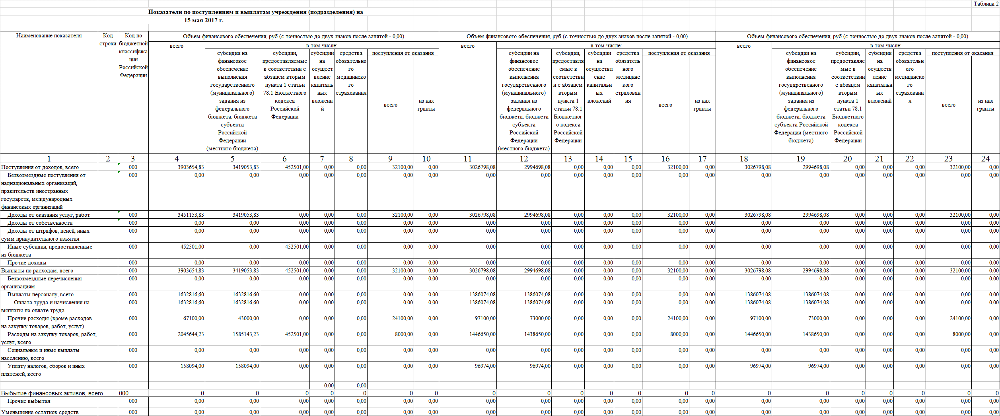 Таблица 2
Показатели по поступлениям и выплатам учреждения (подразделения) на
15 мая 2017 г.
Наименование показателя
Код
строки
Код по
бюджетной
классифика
ции
Российской
Федерации
Объем финансового обеспечения, руб (с точностью до двух знаков после запятой - 0,00)
всего
в том числе:
субсидии на
финансовое
обеспечение
выполнения
государственного
(муниципального)
задания из
федерального
бюджета, бюджета
субъекта
Российской
Федерации
(местного бюджета)
субсидии,
предоставляемые
в соответствии с
абзацем вторым
пункта 1 статьи
78.1 Бюджетного
кодекса
Российской
Федерации
субсидии
на
осущест
вление
капиталь
ных
вложени
й
средства
обязательно
го
медицинско
го
страхования
поступления от оказания
всего
из них
гранты
Объем финансового обеспечения, руб (с точностью до двух знаков после запятой - 0,00)
всего
в том числе:
субсидии на
финансовое
обеспечение
выполнения
государственного
(муниципального)
задания из
федерального
бюджета, бюджета
субъекта
Российской
Федерации
(местного бюджета)
субсидии,
предоставля
емые в
соответстви
и с абзацем
вторым
пункта 1
статьи 78.1
Бюджетног
о кодекса
Российской
Федерации
субсидии
на
осуществл
ение
капитальн
ых
вложений
средства
обязатель
ного
медицинс
кого
страхован
ия
поступления от оказания
всего
из них
гранты
Объем финансового обеспечения, руб (с точностью до двух знаков после запятой - 0,00)
всего
в том числе:
субсидии на
финансовое
обеспечение
выполнения
государственного
(муниципального)
задания из
федерального
бюджета, бюджета
субъекта Российской
Федерации (местного
бюджета)
субсидии,
предоставляе
мые в
соответствии
с абзацем
вторым
пункта 1
статьи 78.1
Бюджетного
кодекса
Российской
Федерации
субсидии
на
осуществ
ление
капитальн
ых
вложений
средства
обязательн
ого
медицинско
го
страховани
я
поступления от оказания
всего
из них
гранты
1 2 3 4 5 6 7 8 9 10 11 12 13 14 15 16 17 18 19 20 21 22 23 24
Поступления от доходов, всего 000 3903654,83 3419053,83 452501,00 0,00 0,00 32100,00 0,00 3026798,08 2994698,08 0,00 0,00 0,00 32100,00 0,00 3026798,08 2994698,08 0,00 0,00 0,00 32100,00 0,00
Безвозмездные поступления от 000 0,00 0,00 0,00 0,00 0,00 0,00 0,00 0,00 0,00 0,00 0,00 0,00 0,00 0,00 0,00 0,00 0,00 0,00 0,00 0,00 0,00
наднациональных организаций,
правительств иностранных
государств, международных
финансовых организаций
Доходы от оказания услуг, работ 000 3451153,83 3419053,83 0,00 0,00 0,00 32100,00 0,00 3026798,08 2994698,08 0,00 0,00 0,00 32100,00 0,00 3026798,08 2994698,08 0,00 0,00 0,00 32100,00 0,00
Доходы от собственности 000 0,00 0,00 0,00 0,00 0,00 0,00 0,00 0,00 0,00 0,00 0,00 0,00 0,00 0,00 0,00 0,00 0,00 0,00 0,00 0,00 0,00
Доходы от штрафов, пеней, иных 000 0,00 0,00 0,00 0,00 0,00 0,00 0,00 0,00 0,00 0,00 0,00 0,00 0,00 0,00 0,00 0,00 0,00 0,00 0,00 0,00 0,00
сумм принудительного изъятия
Иные субсидии, предоставленные 000 452501,00 0,00 452501,00 0,00 0,00 0,00 0,00 0,00 0,00 0,00 0,00 0,00 0,00 0,00 0,00 0,00 0,00 0,00 0,00 0,00 0,00
из бюджета
Прочие доходы 000 0,00 0,00 0,00 0,00 0,00 0,00 0,00 0,00 0,00 0,00 0,00 0,00 0,00 0,00 0,00 0,00 0,00 0,00 0,00 0,00 0,00
Выплаты по расходам, всего 000 3903654,83 3419053,83 452501,00 0,00 0,00 32100,00 0,00 3026798,08 2994698,08 0,00 0,00 0,00 32100,00 0,00 3026798,08 2994698,08 0,00 0,00 0,00 32100,00 0,00
Безвозмездные перечисления 000 0,00 0,00 0,00 0,00 0,00 0,00 0,00 0,00 0,00 0,00 0,00 0,00 0,00 0,00 0,00 0,00 0,00 0,00 0,00 0,00 0,00
организациям
Выплаты персоналу, всего 000 1632816,60 1632816,60 0,00 0,00 0,00 0,00 0,00 1386074,08 1386074,08 0,00 0,00 0,00 0,00 0,00 1386074,08 1386074,08 0,00 0,00 0,00 0,00 0,00
Оплата труда и начисления на 000 1632816,60 1632816,60 0,00 0,00 0,00 0,00 0,00 1386074,08 1386074,08 0,00 0,00 0,00 0,00 0,00 1386074,08 1386074,08 0,00 0,00 0,00 0,00 0,00
выплаты по оплате труда
Прочие расходы (кроме расходов 000 67100,00 43000,00 0,00 0,00 0,00 24100,00 0,00 97100,00 73000,00 0,00 0,00 0,00 24100,00 0,00 97100,00 73000,00 0,00 0,00 0,00 24100,00 0,00
на закупку товаров, работ, услуг)
Расходы на закупку товаров, работ, 000 2045644,23 1585143,23 452501,00 0,00 0,00 8000,00 0,00 1446650,00 1438650,00 0,00 0,00 0,00 8000,00 0,00 1446650,00 1438650,00 0,00 0,00 0,00 8000,00 0,00
услуг, всего
Социальные и иные выплаты 000 0,00 0,00 0,00 0,00 0,00 0,00 0,00 0,00 0,00 0,00 0,00 0,00 0,00 0,00 0,00 0,00 0,00 0,00 0,00 0,00 0,00
населению, всего
Уплату налогов, сборов и иных 000 158094,00 158094,00 0,00 0,00 0,00 0,00 0,00 96974,00 96974,00 0,00 0,00 0,00 0,00 0,00 96974,00 96974,00 0,00 0,00 0,00 0,00 0,00
платежей, всего
0,00 0,00
Выбытие финансовых активов, всего 000 0 0 0 0 0 0 0 0 0 0 0 0 0 0 0 0 0 0 0 0 0
Прочие выбытия 000 0,00 0,00 0,00 0,00 0,00 0,00 0,00 0,00 0,00 0,00 0,00 0,00 0,00 0,00 0,00 0,00 0,00 0,00 0,00 0,00 0,00
Уменьшение остатков средств 000 0,00 0,00 0,00 0,00 0,00 0,00 0,00 0,00 0,00 0,00 0,00 0,00 0,00 0,00 0,00 0,00 0,00 0,00 0,00 0,00 0,00